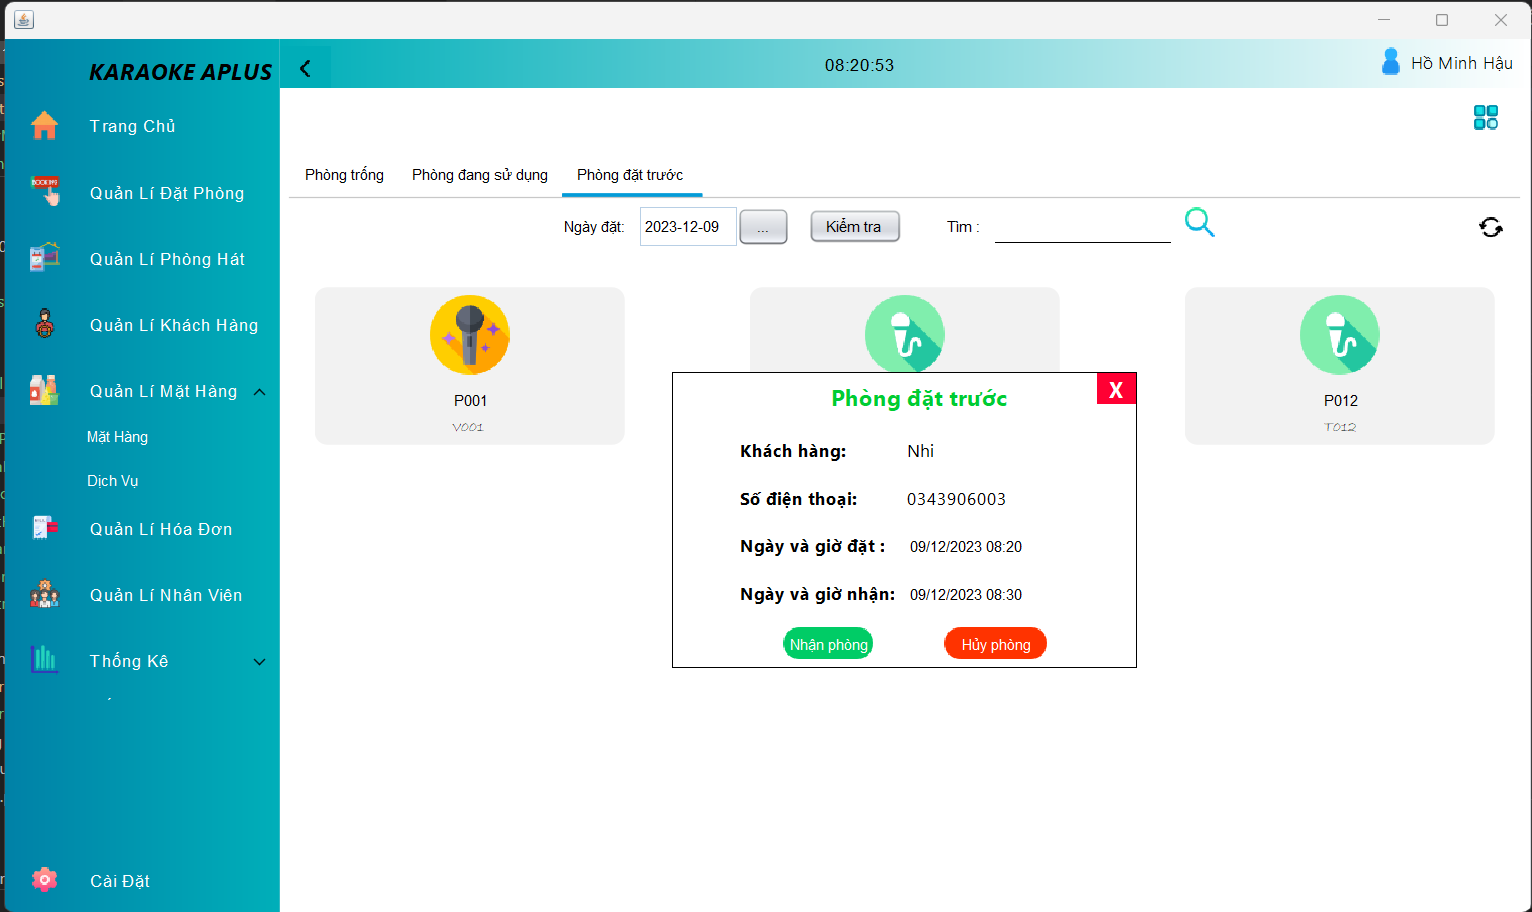 KARAOKE APLUS
08:20:53
Hồ Minh Hậu
Trang Chủ
Quản Lí Đặt Phòng
Quản Lí Phòng Hát
Quản Lí Khách Hàng
Quản Lí Mặt Hàng
Mặt Hàng
Dịch Vụ
Quản Lí Hóa Đơn
Quản Lí Nhân Viên
Thống Kê
Cài Đặt
Phòng trống Phòng đang sử dụng Phòng đặt trước
Ngày đặt: 2023-12-09 ... Kiểm tra Tìm :
P001
V001
P012
T012
Phòng đặt trước X
Khách hàng: Nhi
Số điện thoại: 0343906003
Ngày và giờ đặt : 09/12/2023 08:20
Ngày và giờ nhận: 09/12/2023 08:30
Nhận phòng Hủy phòng